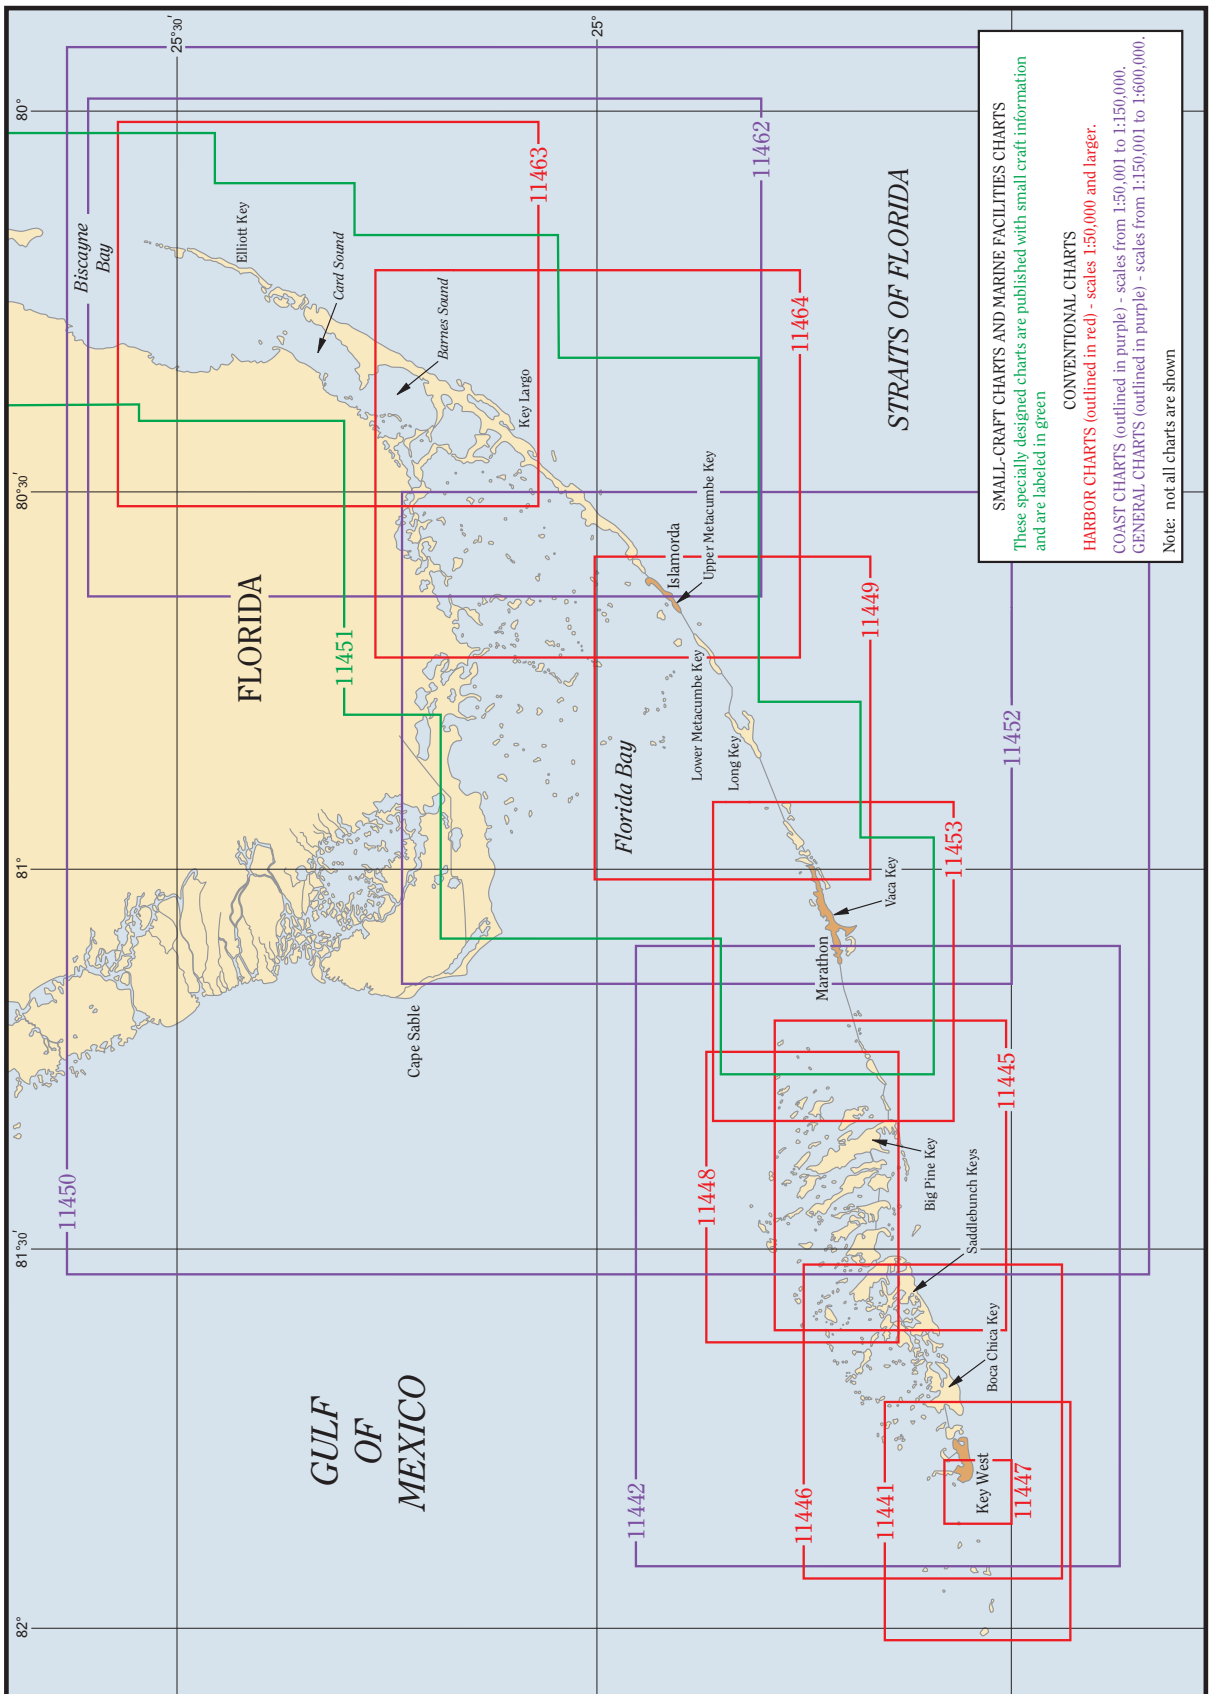 80°
80°30'
81°
81°30'
82°
25°30'
25°
Biscayne
Bay
Elliott Key
Card Sound
Barnes Sound
Key Largo
FLORIDA
Islamorda
Upper Metacumbe Key
Lower Metacumbe Key
Long Key
Florida Bay
Vaca Key
Marathon
Cape Sable
Big Pine Key
Saddlebunch Keys
Boca Chica Key
Key West
GULF
OF
MEXICO
STRAITS OF FLORIDA
11462
11463
11464
11451
11449
11452
11453
11450
11445
11448
11442
11446
11441
11447
SMALL-CRAFT CHARTS AND MARINE FACILITIES CHARTS
These specially designed charts are published with small craft information
and are labeled in green
CONVENTIONAL CHARTS
HARBOR CHARTS (outlined in red) - scales 1:50,000 and larger.
COAST CHARTS (outlined in purple) - scales from 1:50,001 to 1:150,000.
GENERAL CHARTS (outlined in purple) - scales from 1:150,001 to 1:600,000.
Note: not all charts are shown